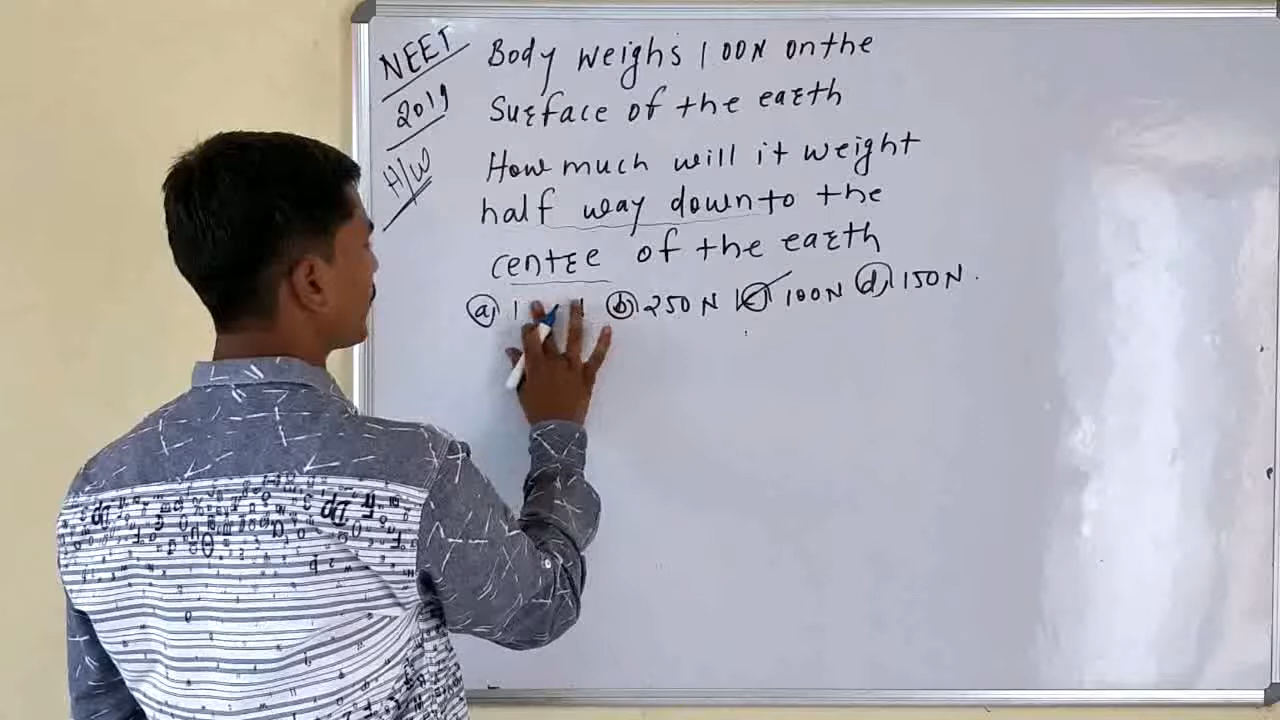 NEET
2019
H/W
Body weighs 100N on the
Surface of the earth
How much will it weight
half way down to the
centre of the earth
(a) (b) 250 N (c) 100N (d) 150N.